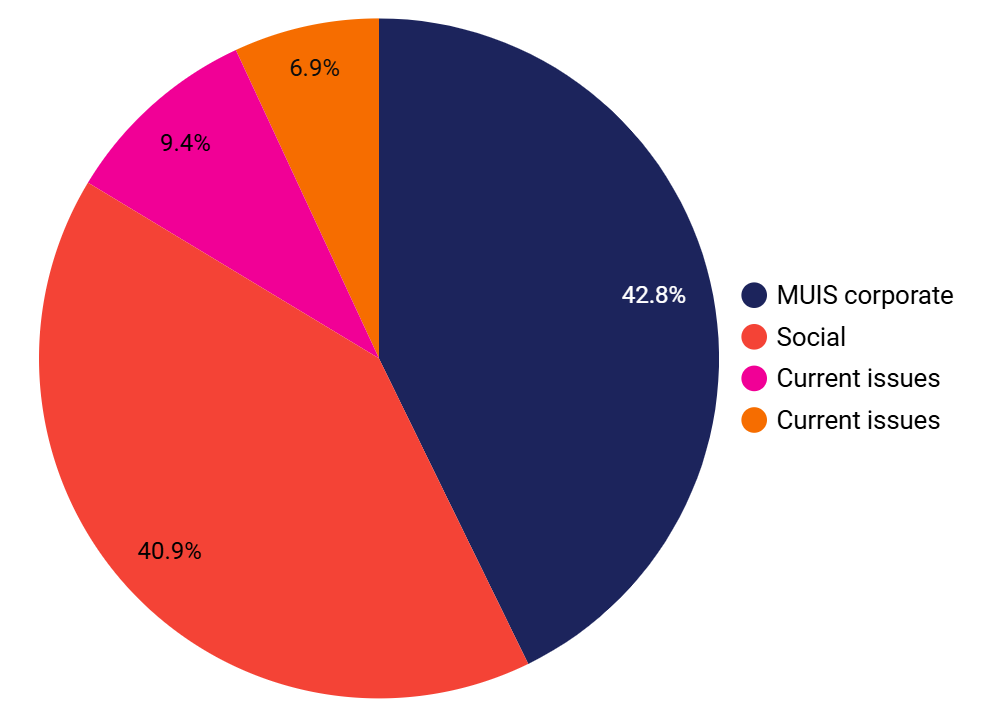 6.9%
9.4%
42.8%
40.9%
MUIS corporate
Social
Current issues
Current issues